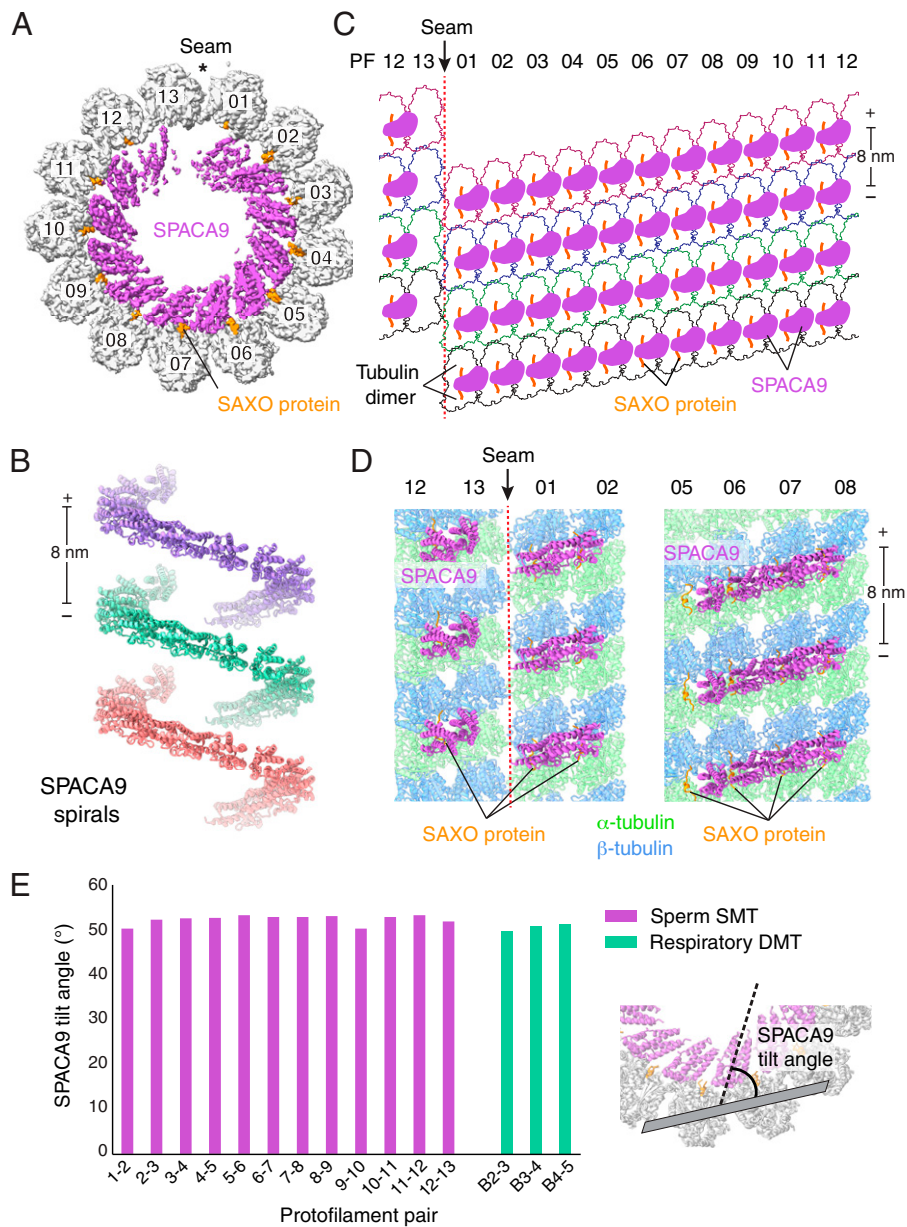 A
Seam
*
13
01
12
02
11
03
10
SPACA9
04
09
05
08
06
07
SAXO protein
B
+
8 nm
–
SPACA9
spirals
C
Seam
PF 12 13 01 02 03 04 05 06 07 08 09 10 11 12
+
8 nm
–
Tubulin
dimer
SAXO protein
SPACA9
D
Seam
12 13 01 02 05 06 07 08
SPACA9
SPACA9
+
8 nm
–
SAXO protein
α-tubulin
β-tubulin
SAXO protein
E
SPACA9 tilt angle (°)
60
50
40
30
20
10
0
1-2 2-3 3-4 4-5 5-6 6-7 7-8 8-9 9-10 10-11 11-12 12-13 B2-3 B3-4 B4-5
Protofilament pair
Sperm SMT
Respiratory DMT
SPACA9
tilt angle